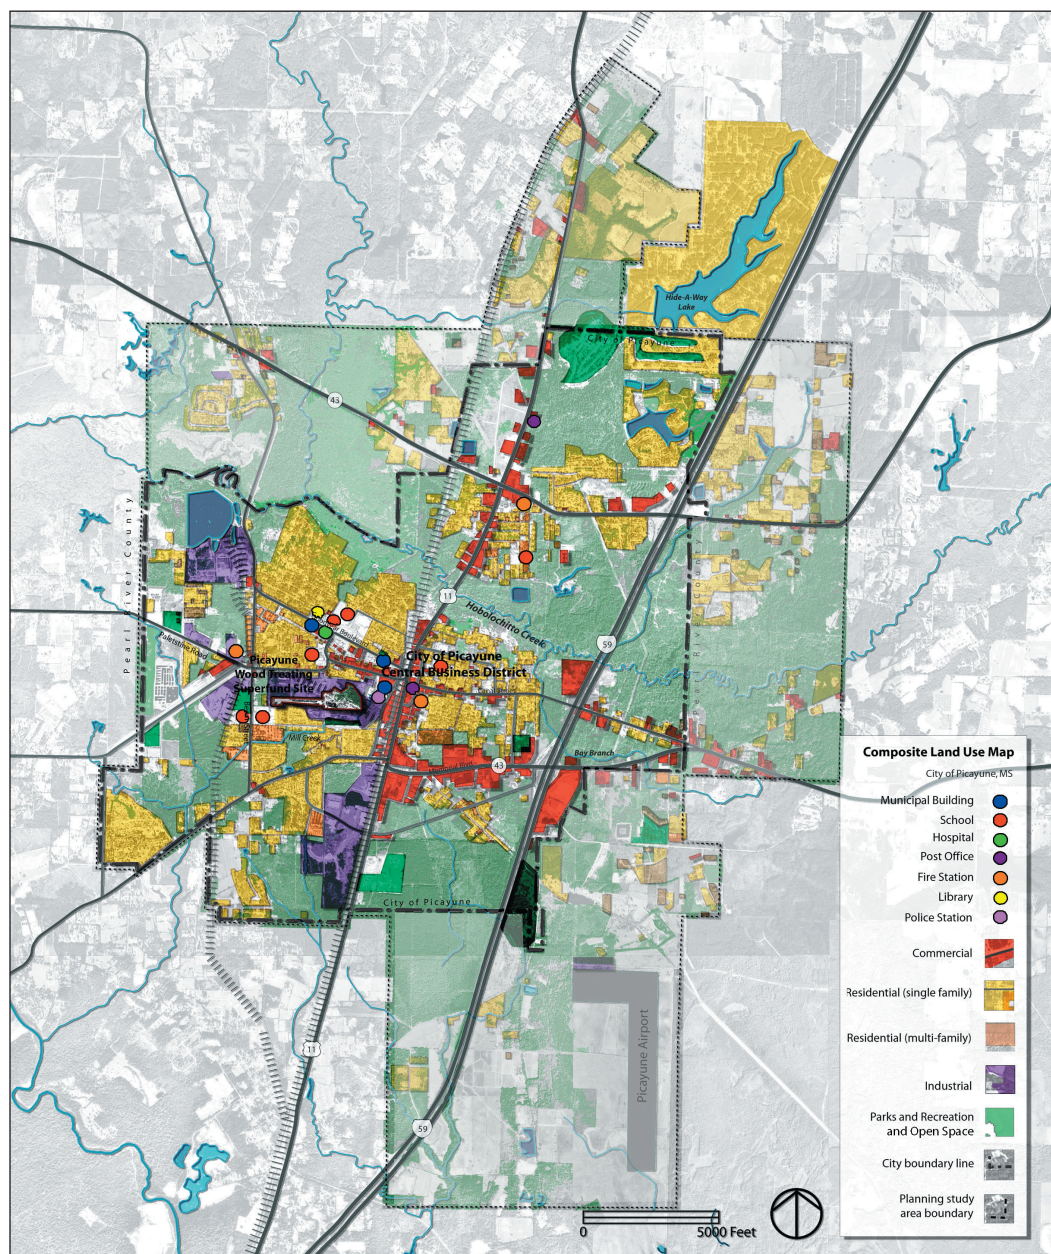 Hide-A-Way
Lake
City of Picayune
43
Pearl River County
11
Hobolochitto Creek
59
Palestine Road
City of Picayune
Central Business District
Picayune
Wood Treating
Superfund Site
Mill Creek
Bay Branch
43
City of Picayune
Picayune Airport
11
59
0
5000 Feet
Composite Land Use Map
City of Picayune, MS
Municipal Building
School
Hospital
Post Office
Fire Station
Library
Police Station
Commercial
Residential (single family)
Residential (multi-family)
Industrial
Parks and Recreation
and Open Space
City boundary line
Planning study
area boundary